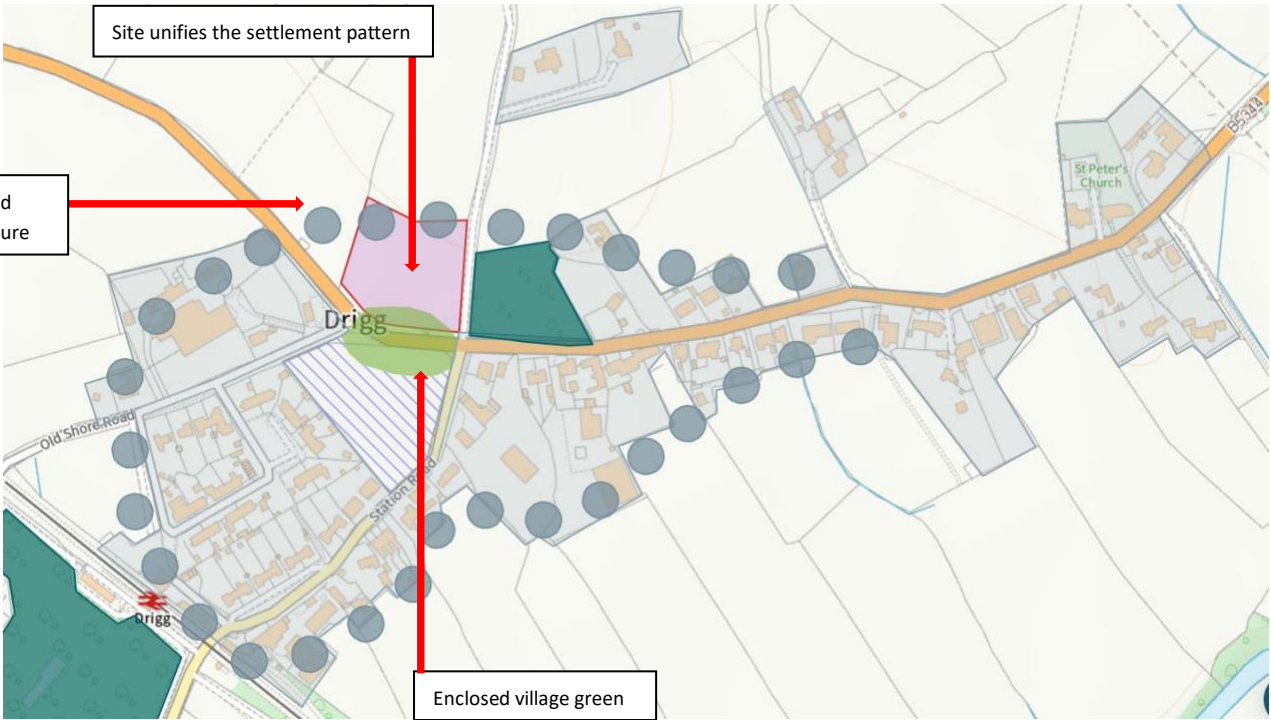 Site unifies the settlement pattern
B5344
St Peter's
Church
d
ure
Drigg
Old Shore Road
Station Road
Drigg
Enclosed village green